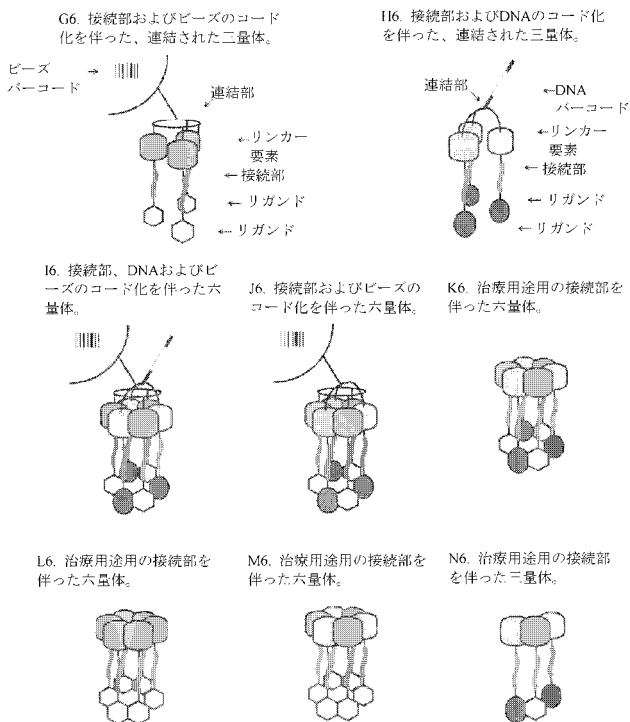 G6. 接続部およびビーズのコード
化を伴った、連結された三量体。
ビーズ →
バーコード
連結部
←リンカー
要素
← 接続部
← リガンド
← リガンド
H6. 接続部およびDNAのコード化
を伴った、連結された三量体。
連結部
←DNA
バーコード
←リンカー
要素
← 接続部
← リガンド
← リガンド
I6. 接続部、DNAおよびビ
ーズのコード化を伴った六
量体。
J6. 接続部およびビーズの
コード化を伴った六量体。
K6. 治療用途用の接続部を
伴った六量体。
L6. 治療用途用の接続部を
伴った六量体。
M6. 治療用途用の接続部を
伴った六量体。
N6. 治療用途用の接続部
を伴った三量体。